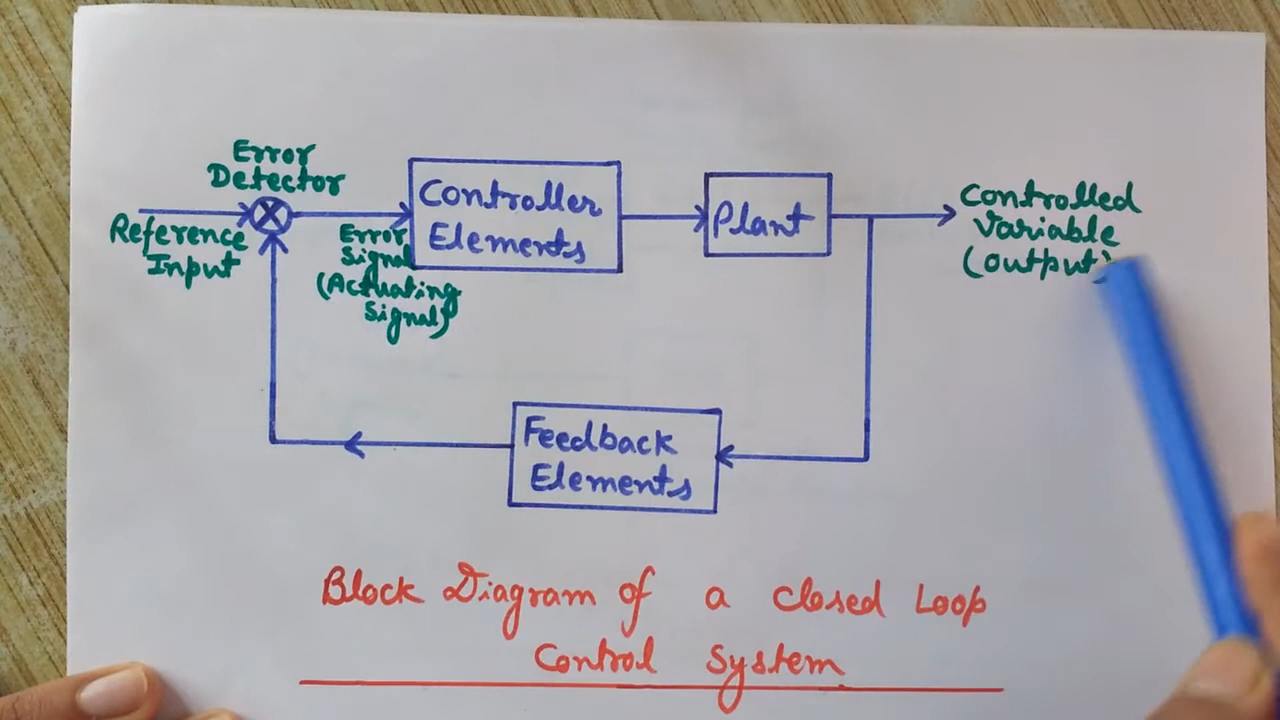 Error
Detector
Reference
Input
Error
Signal
(Actuating
Signal)
Controller
Elements
Plant
Controlled
Variable
(output)
Feedback
Elements
Block Diagram of a closed Loop
Control System